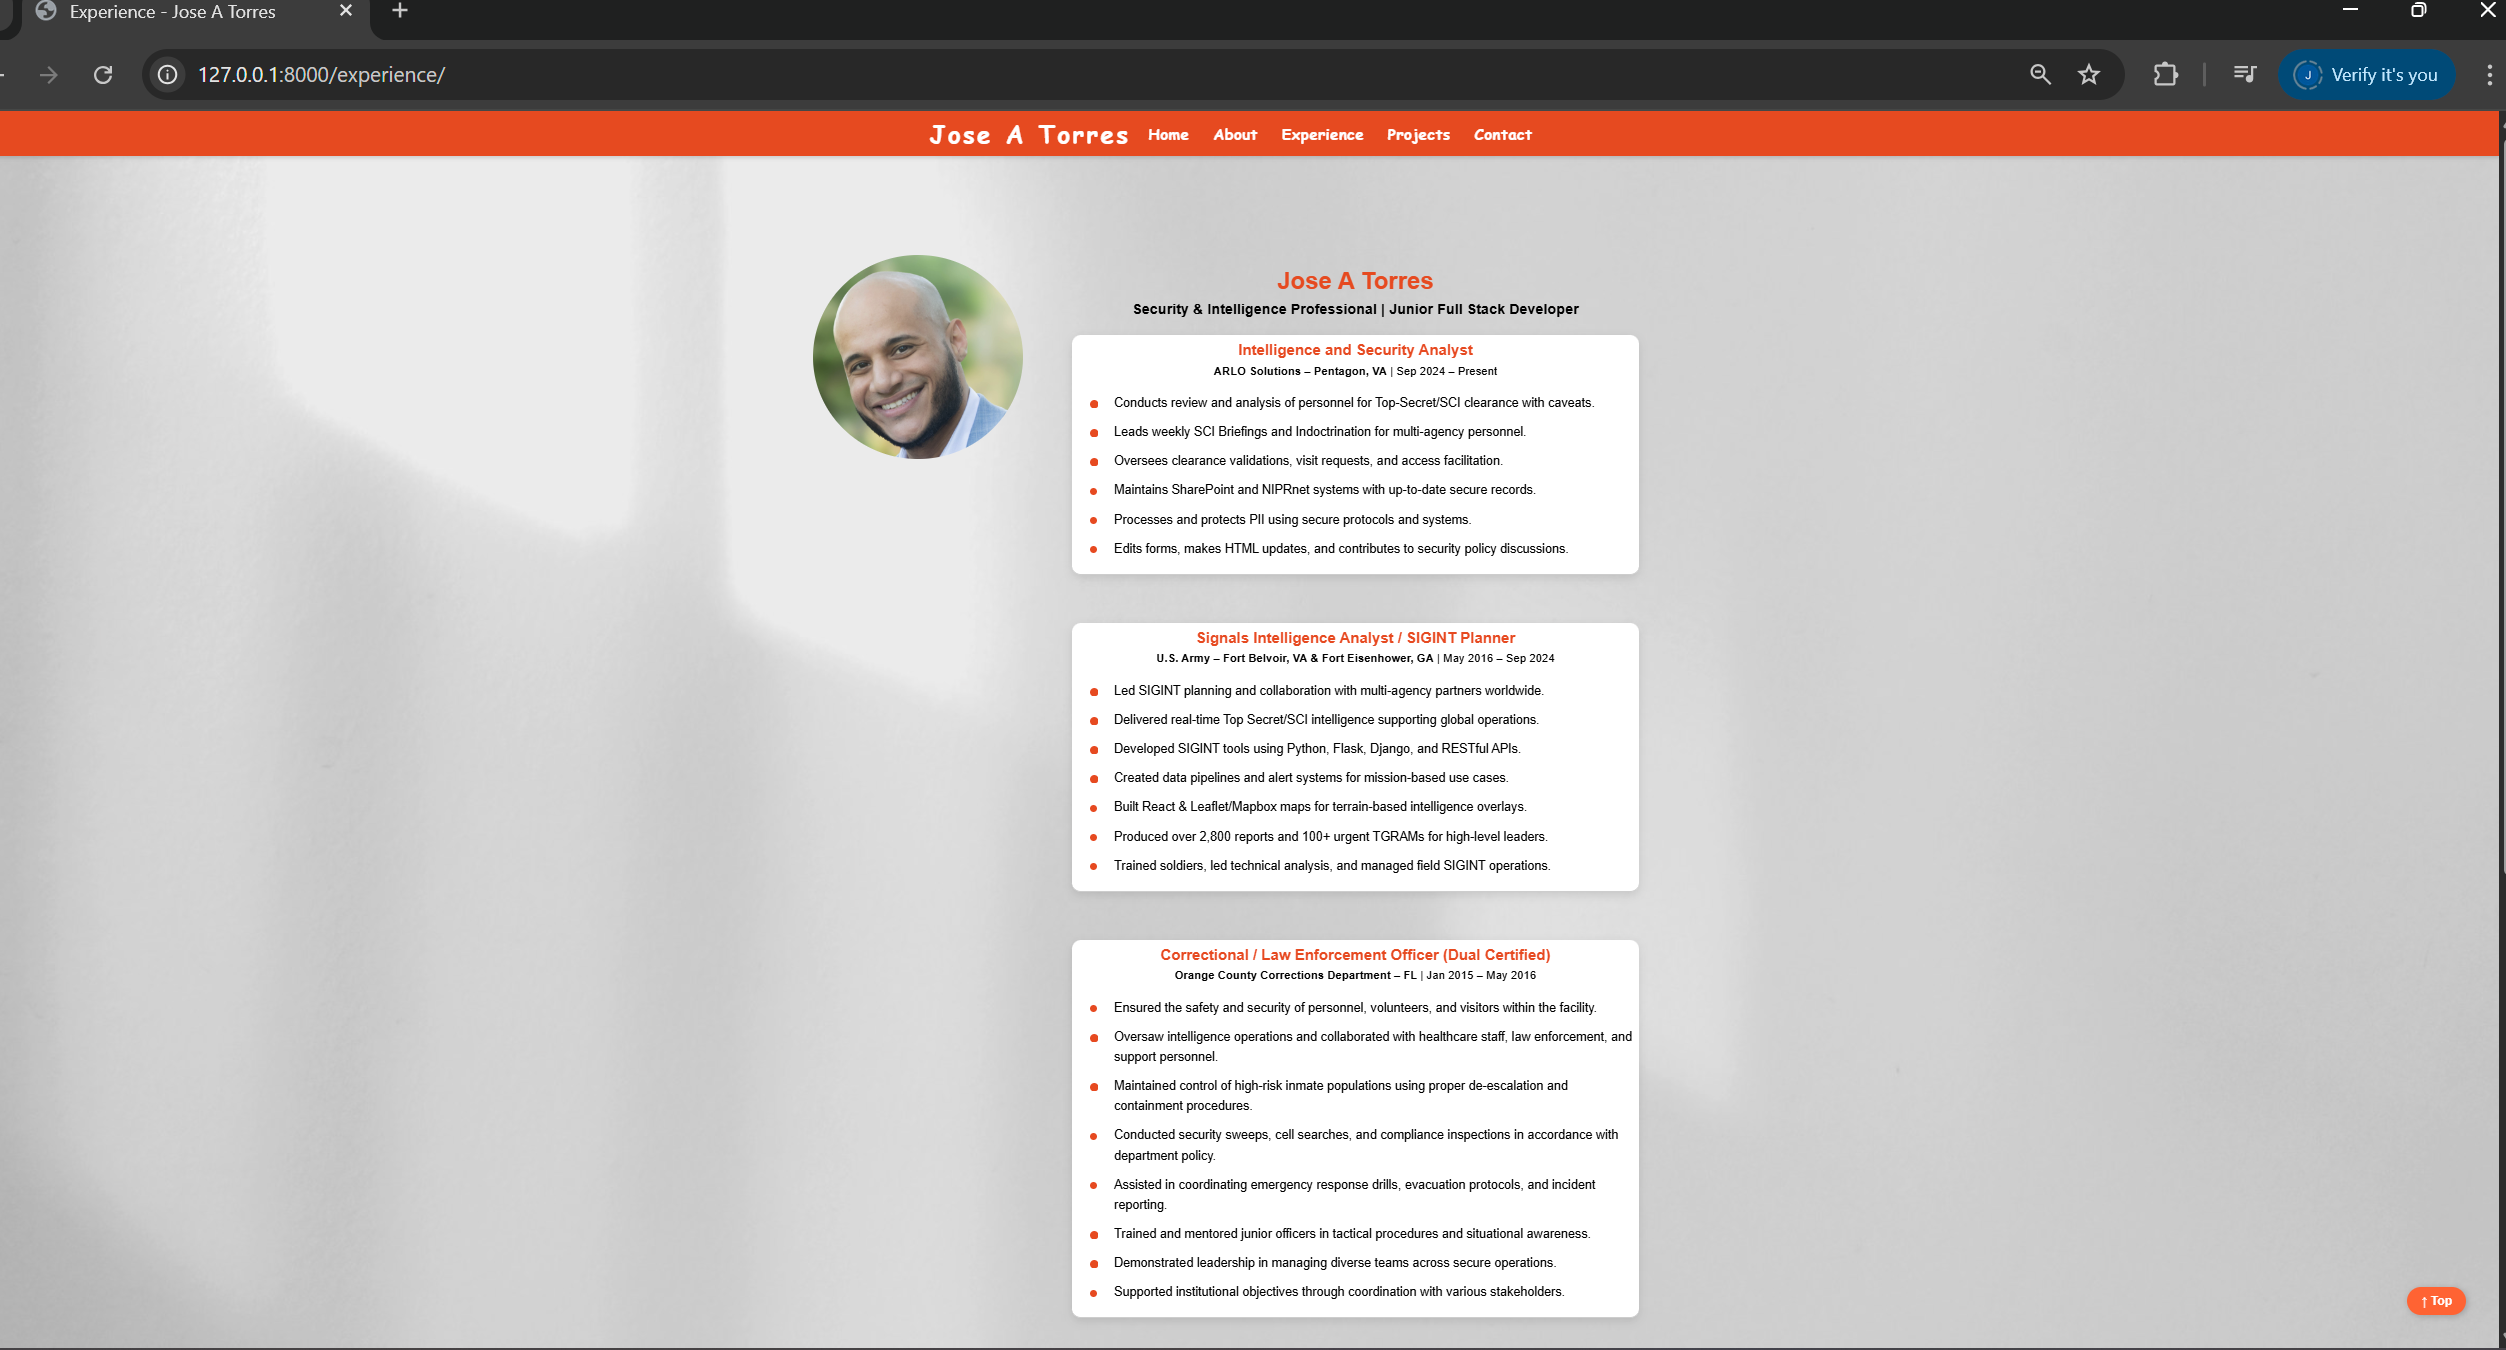 Experience - Jose A Torres
127.0.0.1:8000/experience/
J
Verify it's you
Jose A Torres Home About Experience Projects Contact
Jose A Torres
Security & Intelligence Professional | Junior Full Stack Developer
Intelligence and Security Analyst
ARLO Solutions – Pentagon, VA | Sep 2024 – Present
Conducts review and analysis of personnel for Top-Secret/SCI clearance with caveats.
Leads weekly SCI Briefings and Indoctrination for multi-agency personnel.
Oversees clearance validations, visit requests, and access facilitation.
Maintains SharePoint and NIPRnet systems with up-to-date secure records.
Processes and protects PII using secure protocols and systems.
Edits forms, makes HTML updates, and contributes to security policy discussions.
Signals Intelligence Analyst / SIGINT Planner
U.S. Army – Fort Belvoir, VA & Fort Eisenhower, GA | May 2016 – Sep 2024
Led SIGINT planning and collaboration with multi-agency partners worldwide.
Delivered real-time Top Secret/SCI intelligence supporting global operations.
Developed SIGINT tools using Python, Flask, Django, and RESTful APIs.
Created data pipelines and alert systems for mission-based use cases.
Built React & Leaflet/Mapbox maps for terrain-based intelligence overlays.
Produced over 2,800 reports and 100+ urgent TGRAMs for high-level leaders.
Trained soldiers, led technical analysis, and managed field SIGINT operations.
Correctional / Law Enforcement Officer (Dual Certified)
Orange County Corrections Department – FL | Jan 2015 – May 2016
Ensured the safety and security of personnel, volunteers, and visitors within the facility.
Oversaw intelligence operations and collaborated with healthcare staff, law enforcement, and
support personnel.
Maintained control of high-risk inmate populations using proper de-escalation and
containment procedures.
Conducted security sweeps, cell searches, and compliance inspections in accordance with
department policy.
Assisted in coordinating emergency response drills, evacuation protocols, and incident
reporting.
Trained and mentored junior officers in tactical procedures and situational awareness.
Demonstrated leadership in managing diverse teams across secure operations.
Supported institutional objectives through coordination with various stakeholders.
↑ Top